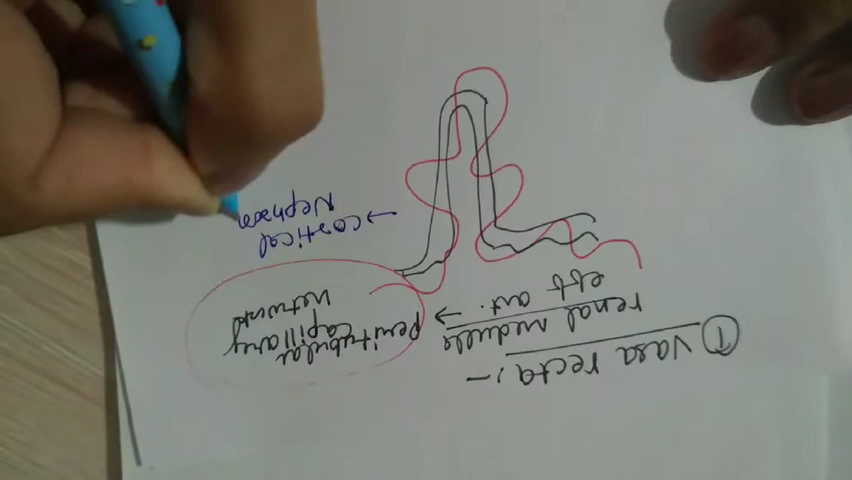 ① Vasa recta :-
renal medulla →
eff art.
Peritubular
capillary
network
→ cortical
Nephron